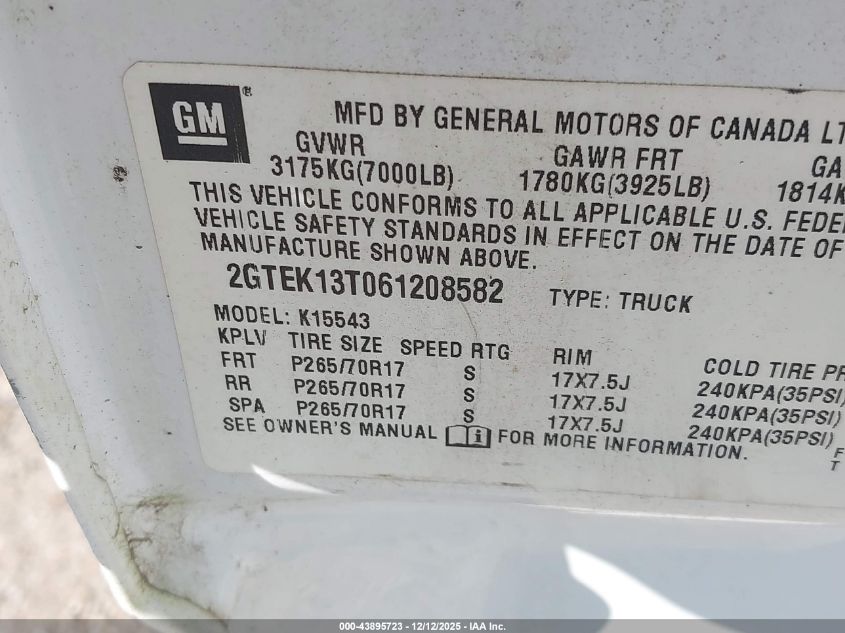 GM®
MFD BY GENERAL MOTORS OF CANADA LT
GVWR GAWR FRT GA
3175KG(7000LB) 1780KG(3925LB) 1814K
THIS VEHICLE CONFORMS TO ALL APPLICABLE U.S. FEDE
VEHICLE SAFETY STANDARDS IN EFFECT ON THE DATE OF
MANUFACTURE SHOWN ABOVE.
2GTEK13T061208582 TYPE: TRUCK
MODEL: K15543
KPLV TIRE SIZE SPEED RTG RIM COLD TIRE PR
FRT P265/70R17 S 17X7.5J 240KPA(35PSI)
RR P265/70R17 S 17X7.5J 240KPA(35PSI)
SPA P265/70R17 S 17X7.5J 240KPA(35PSI)
SEE OWNER'S MANUAL i FOR MORE INFORMATION.
F
T
000-43895723 - 12/12/2025 - IAA Inc.